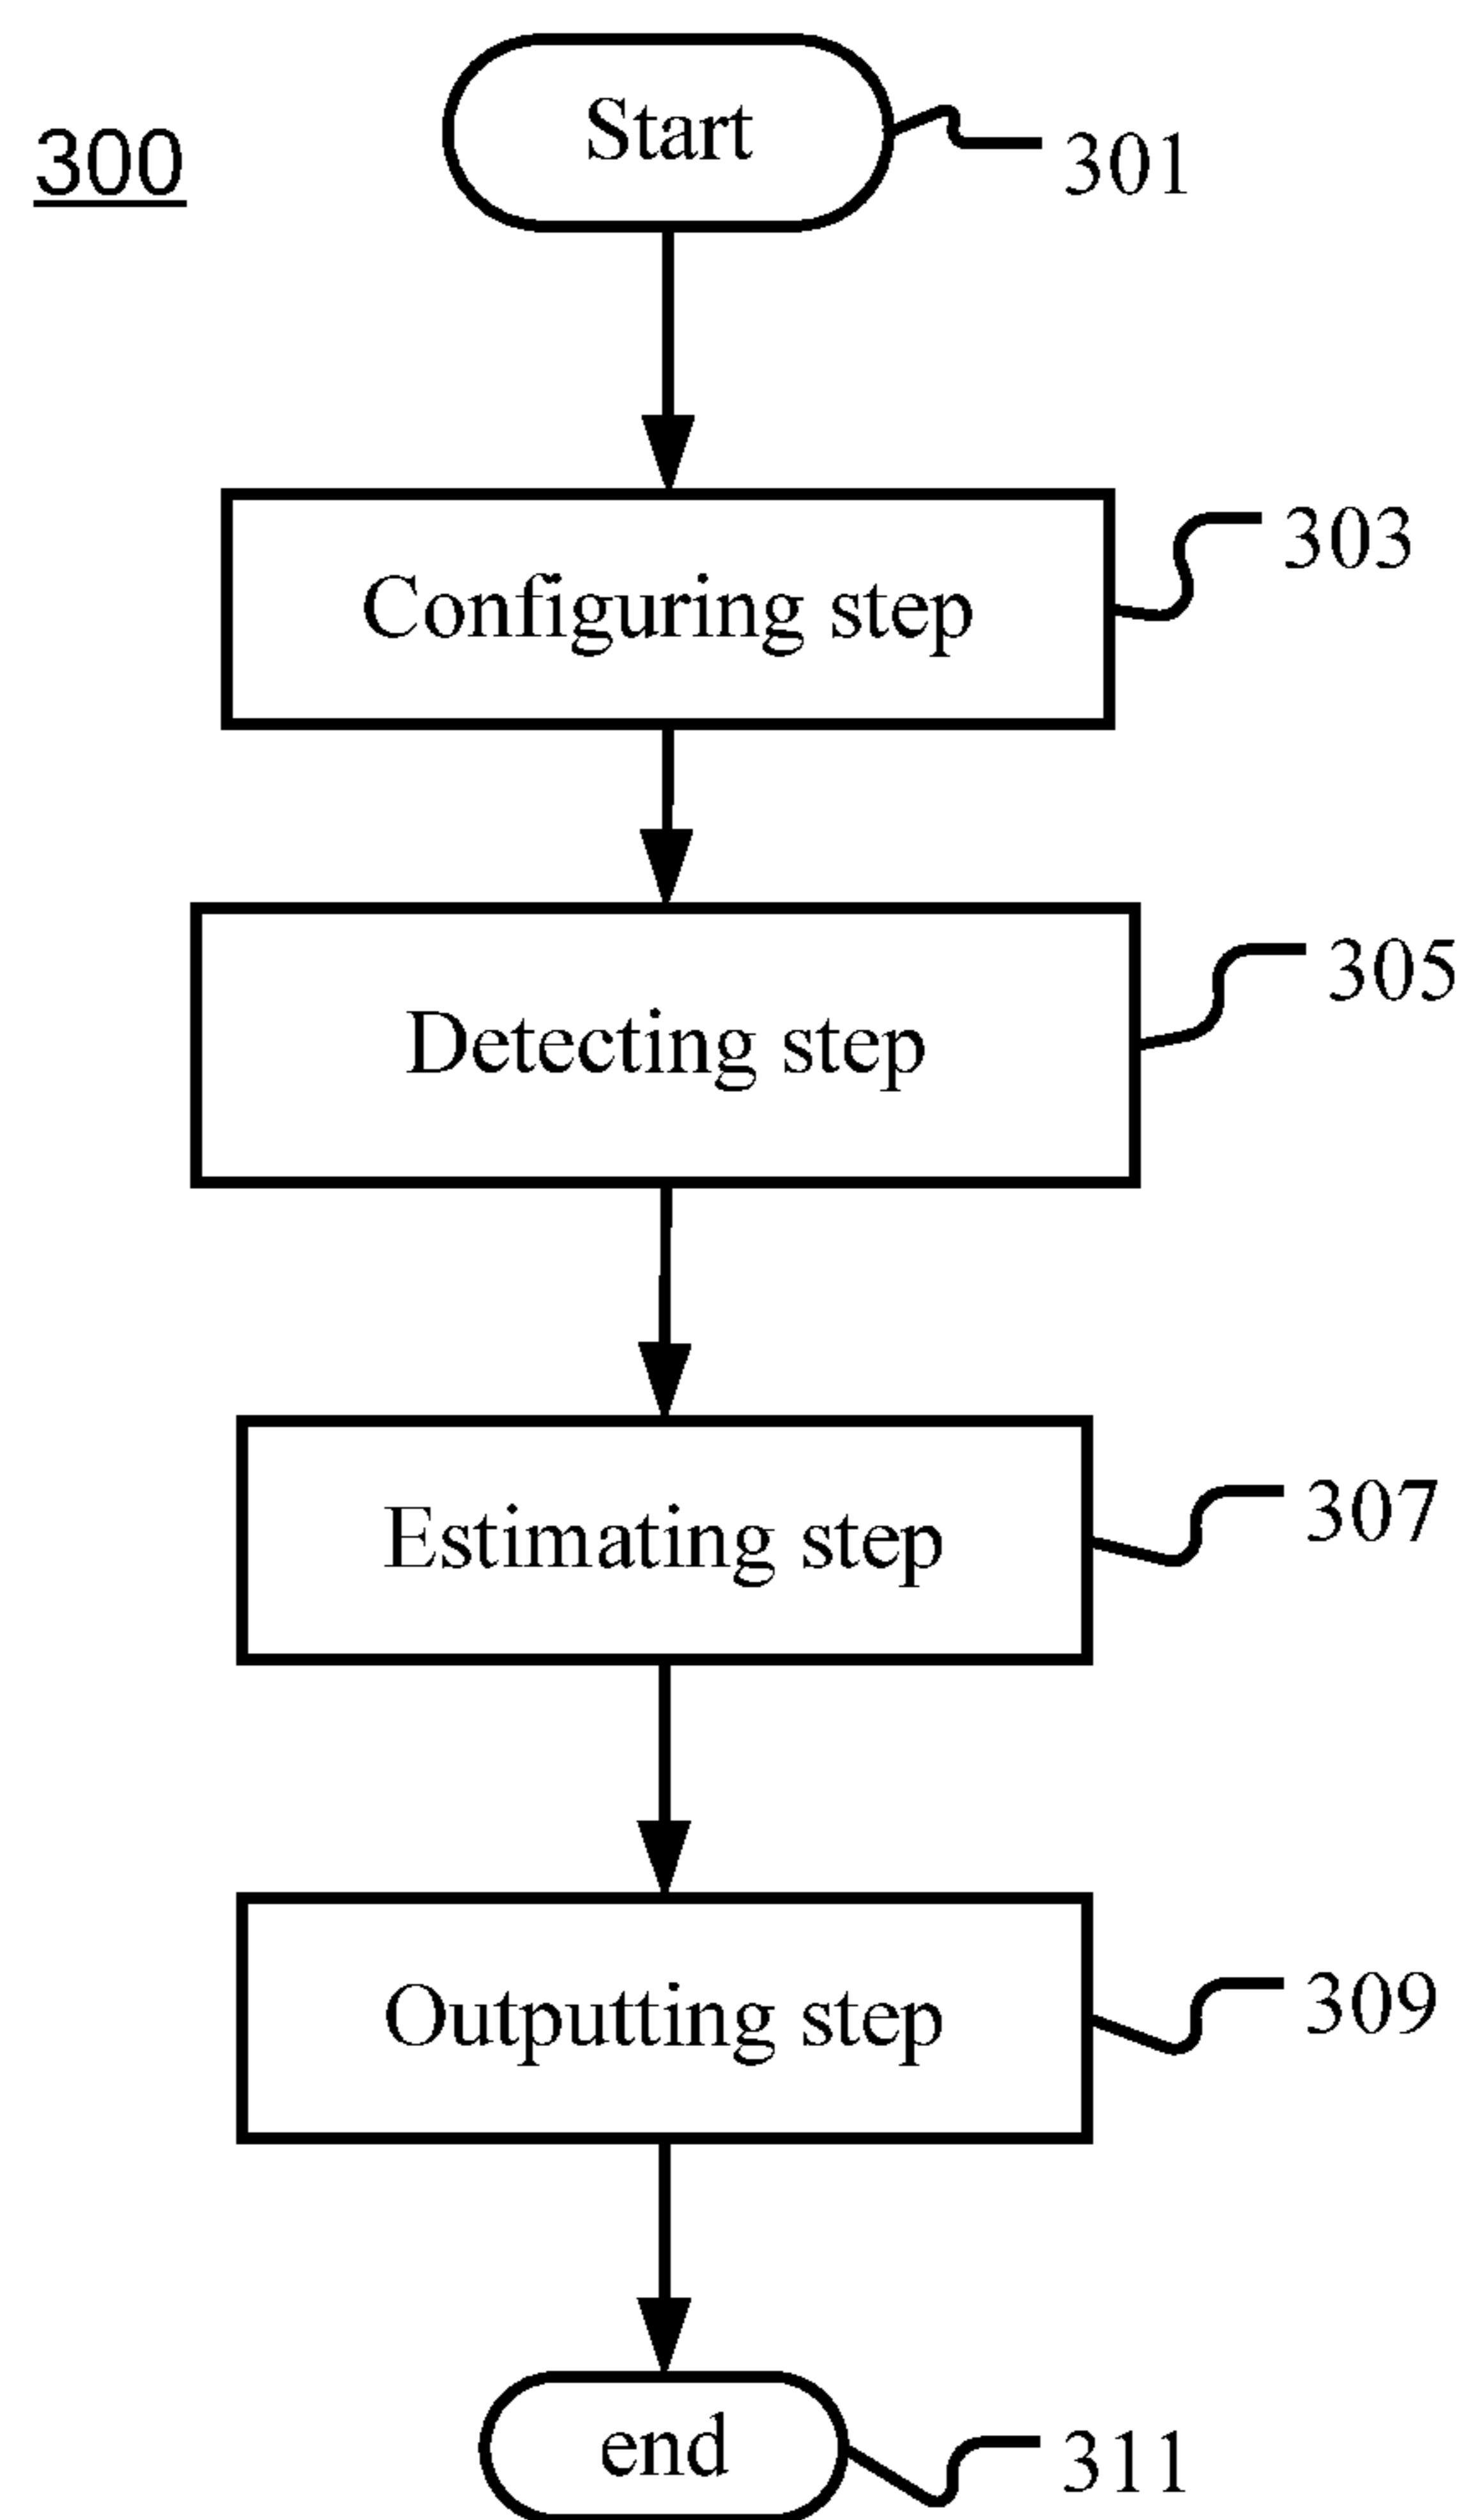 300
Start
301
Configuring step
303
Detecting step
305
Estimating step
307
Outputting step
309
end
311